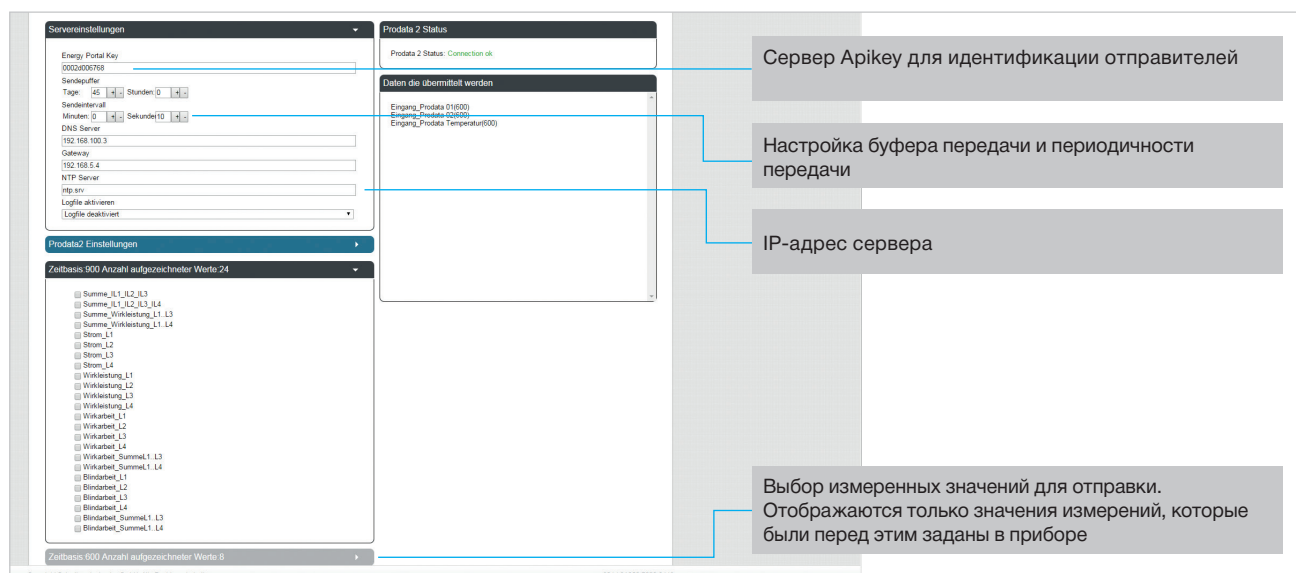 Servereinstellungen
Energy Portal Key
0002d006768
Sendepuffer
Tage: 45 + - Stunden: 0 + -
Sendeintervall
Minuten: 0 + - Sekunde 10 + -
DNS Server
192.168.100.3
Gateway
192.168.5.4
NTP Server
ntp.srv
Logfile aktivieren
Logfile deaktiviert
Prodata2 Einstellungen
Zeitbasis:900 Anzahl aufgezeichneter Werte:24
Summe_IL1_IL2_IL3
Summe_IL1_IL2_IL3_IL4
Summe_Wirkleistung_L1..L3
Summe_Wirkleistung_L1..L4
Strom_L1
Strom_L2
Strom_L3
Strom_L4
Wirkleistung_L1
Wirkleistung_L2
Wirkleistung_L3
Wirkleistung_L4
Wirkarbeit_L1
Wirkarbeit_L2
Wirkarbeit_L3
Wirkarbeit_L4
Wirkarbeit_SummeL1..L3
Wirkarbeit_SummeL1..L4
Blindarbeit_L1
Blindarbeit_L2
Blindarbeit_L3
Blindarbeit_L4
Blindarbeit_SummeL1..L3
Blindarbeit_SummeL1..L4
Zeitbasis:600 Anzahl aufgezeichneter Werte:8
Prodata 2 Status
Prodata 2 Status: Connection ok
Daten die übermittelt werden
Eingang_Prodata 01(600)
Eingang_Prodata 02(600)
Eingang_Prodata Temperatur(600)
Сервер Apikey для идентификации отправителей
Настройка буфера передачи и периодичности
передачи
IP-адрес сервера
Выбор измеренных значений для отправки.
Отображаются только значения измерений, которые
были перед этим заданы в приборе